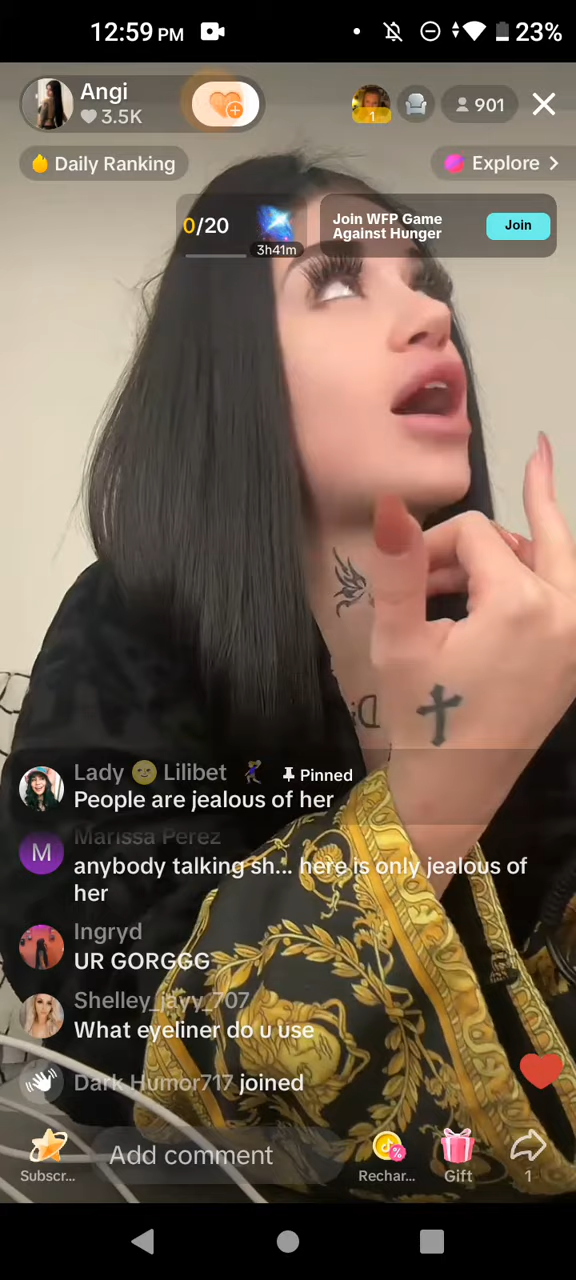 12:59 PM
23%
Angi
3.5K
1
901
Daily Ranking
Explore >
0/20
3h41m
Join WFP Game
Against Hunger
Join
Lady Lilibet
Pinned
People are jealous of her
Marissa Perez
M
anybody talking sh... here is only jealous of
her
Ingryd
UR GORGGG
Shelley_jayy_707
What eyeliner do u use
Dark Humor717 joined
Add comment
Subscr...
Rechar...
Gift
1